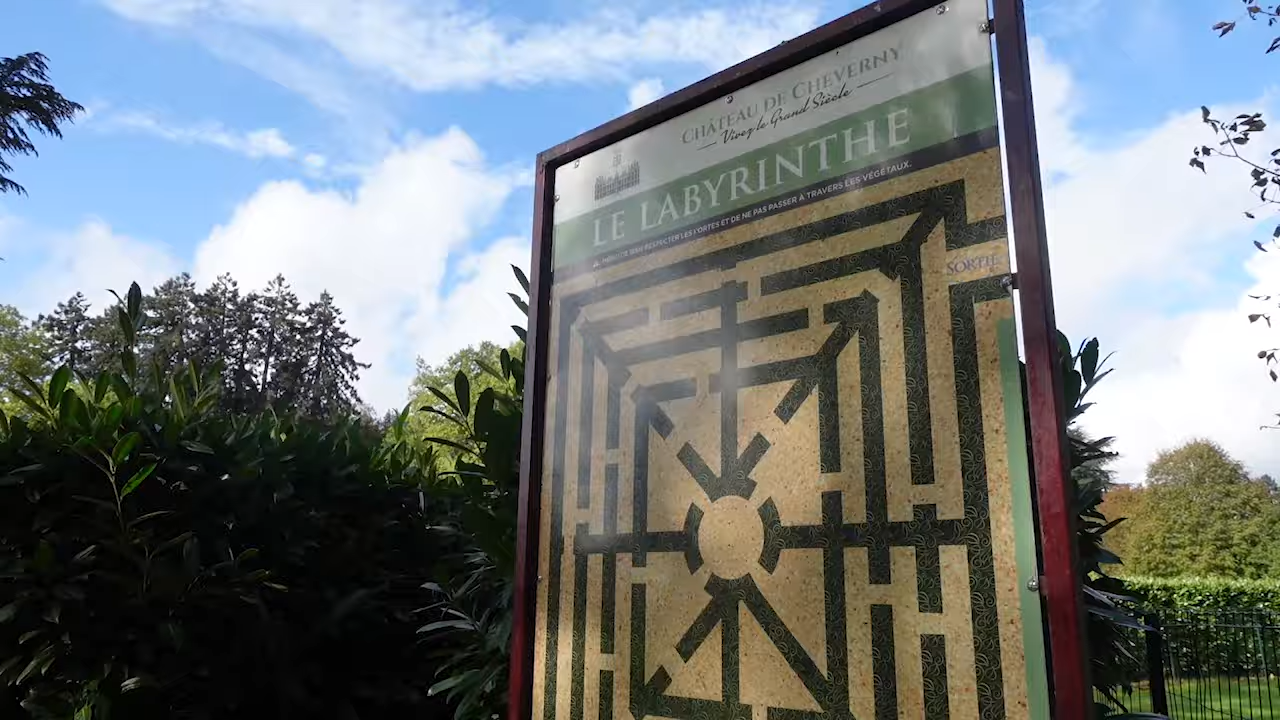 CHÂTEAU DE CHEVERNY
Vivez le Grand Siècle
LE LABYRINTHE
MERCI DE BIEN RESPECTER LES PORTES ET DE NE PAS PASSER À TRAVERS LES VÉGÉTAUX.
SORTIE